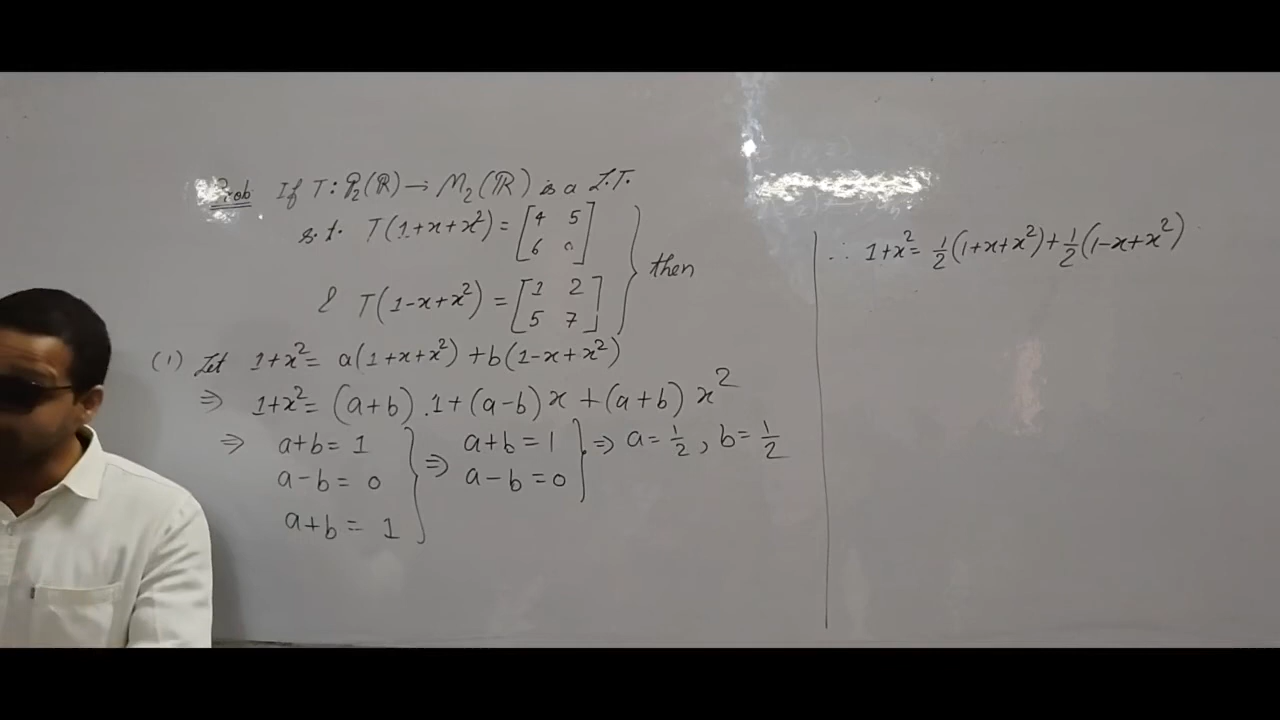 Prob If T: P₂(ℝ) → M₂(ℝ) is a L.T.
s.t. T(1+x+x²) = [4 5
6 0]
& T(1-x+x²) = [1 2
5 7]
} then
(1) Let 1+x² = a(1+x+x²) + b(1-x+x²)
⇒ 1+x² = (a+b).1 + (a-b)x + (a+b)x²
⇒ a+b = 1
a-b = 0
a+b = 1
} ⇒ a+b = 1
a-b = 0
} ⇒ a = 1/2, b = 1/2
∴ 1+x² = 1/2(1+x+x²) + 1/2(1-x+x²)